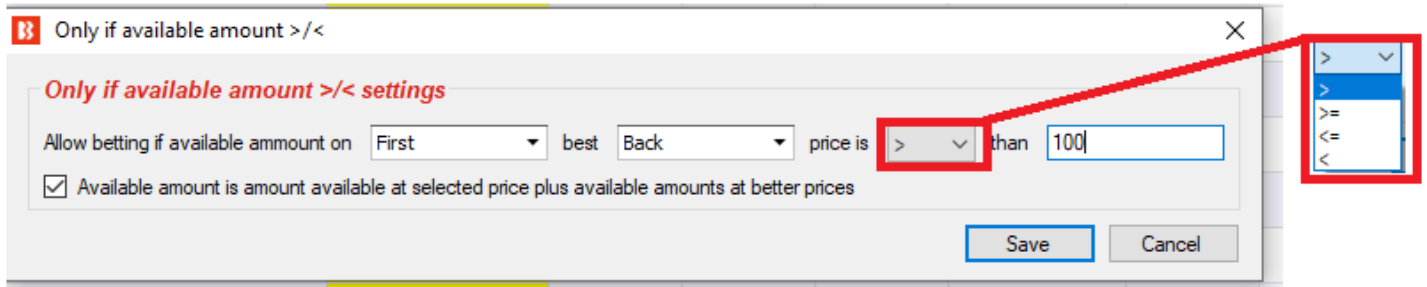 Only if available amount >/<
Only if available amount >/< settings
Allow betting if available ammount on First best Back price is > than 100
Available amount is amount available at selected price plus available amounts at better prices
Save Cancel
>
>
>=
<=
<